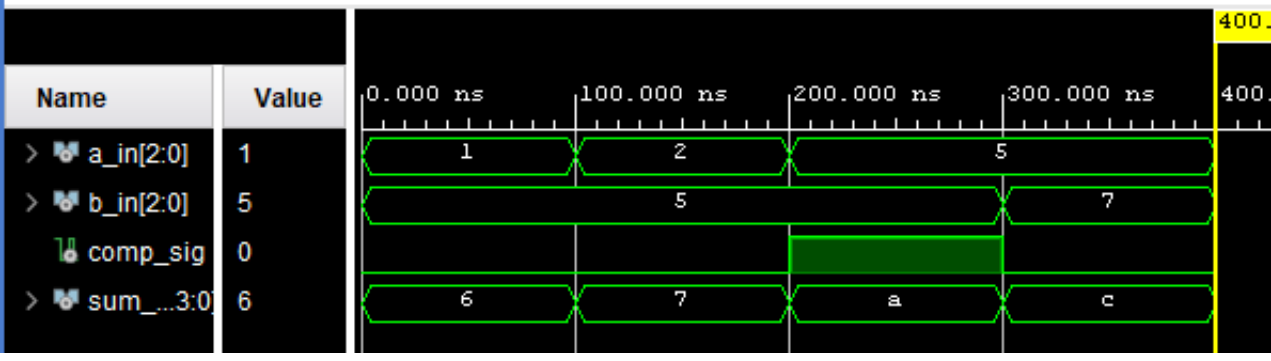 400.
Name Value 0.000 ns 100.000 ns 200.000 ns 300.000 ns 400.
> a_in[2:0] 1 1 2 5
> b_in[2:0] 5 5 7
comp_sig 0
> sum_...3:0] 6 6 7 a c